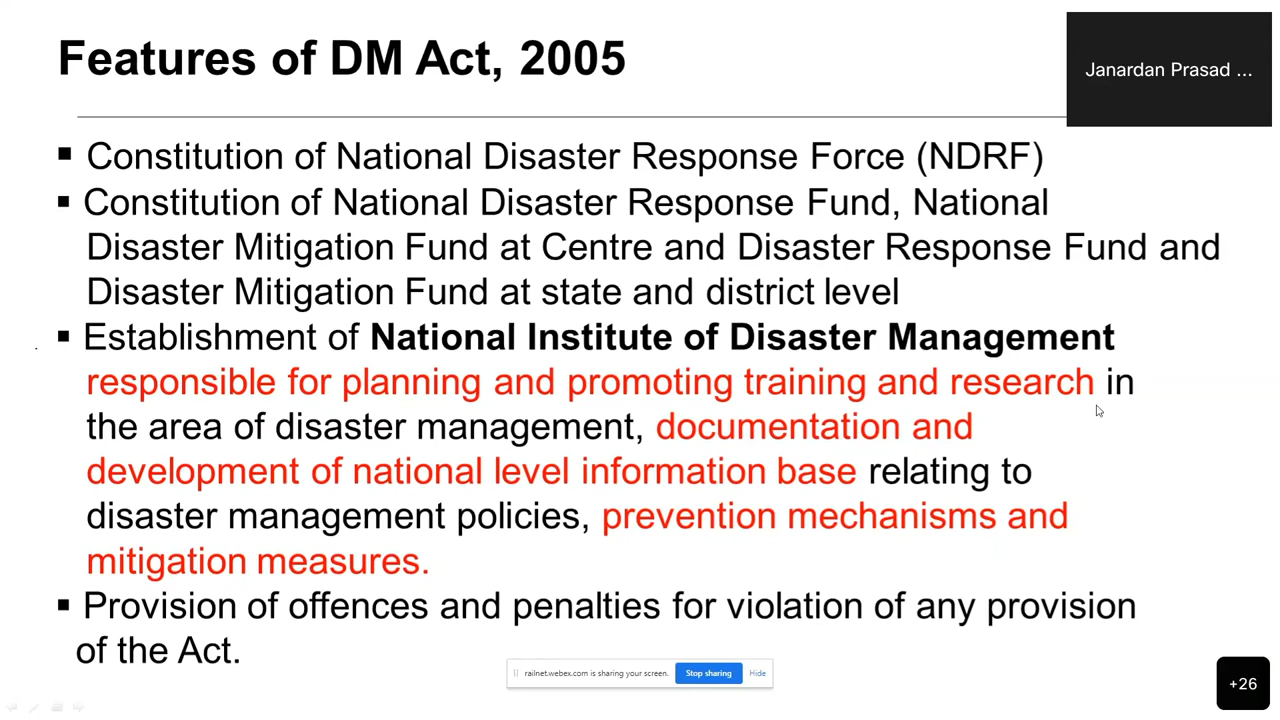 Features of DM Act, 2005
Janardan Prasad ...
▪ Constitution of National Disaster Response Force (NDRF)
▪ Constitution of National Disaster Response Fund, National
Disaster Mitigation Fund at Centre and Disaster Response Fund and
Disaster Mitigation Fund at state and district level
▪ Establishment of National Institute of Disaster Management
responsible for planning and promoting training and research in
the area of disaster management, documentation and
development of national level information base relating to
disaster management policies, prevention mechanisms and
mitigation measures.
▪ Provision of offences and penalties for violation of any provision
of the Act.
railnet.webex.com is sharing your screen. Stop sharing Hide
+26